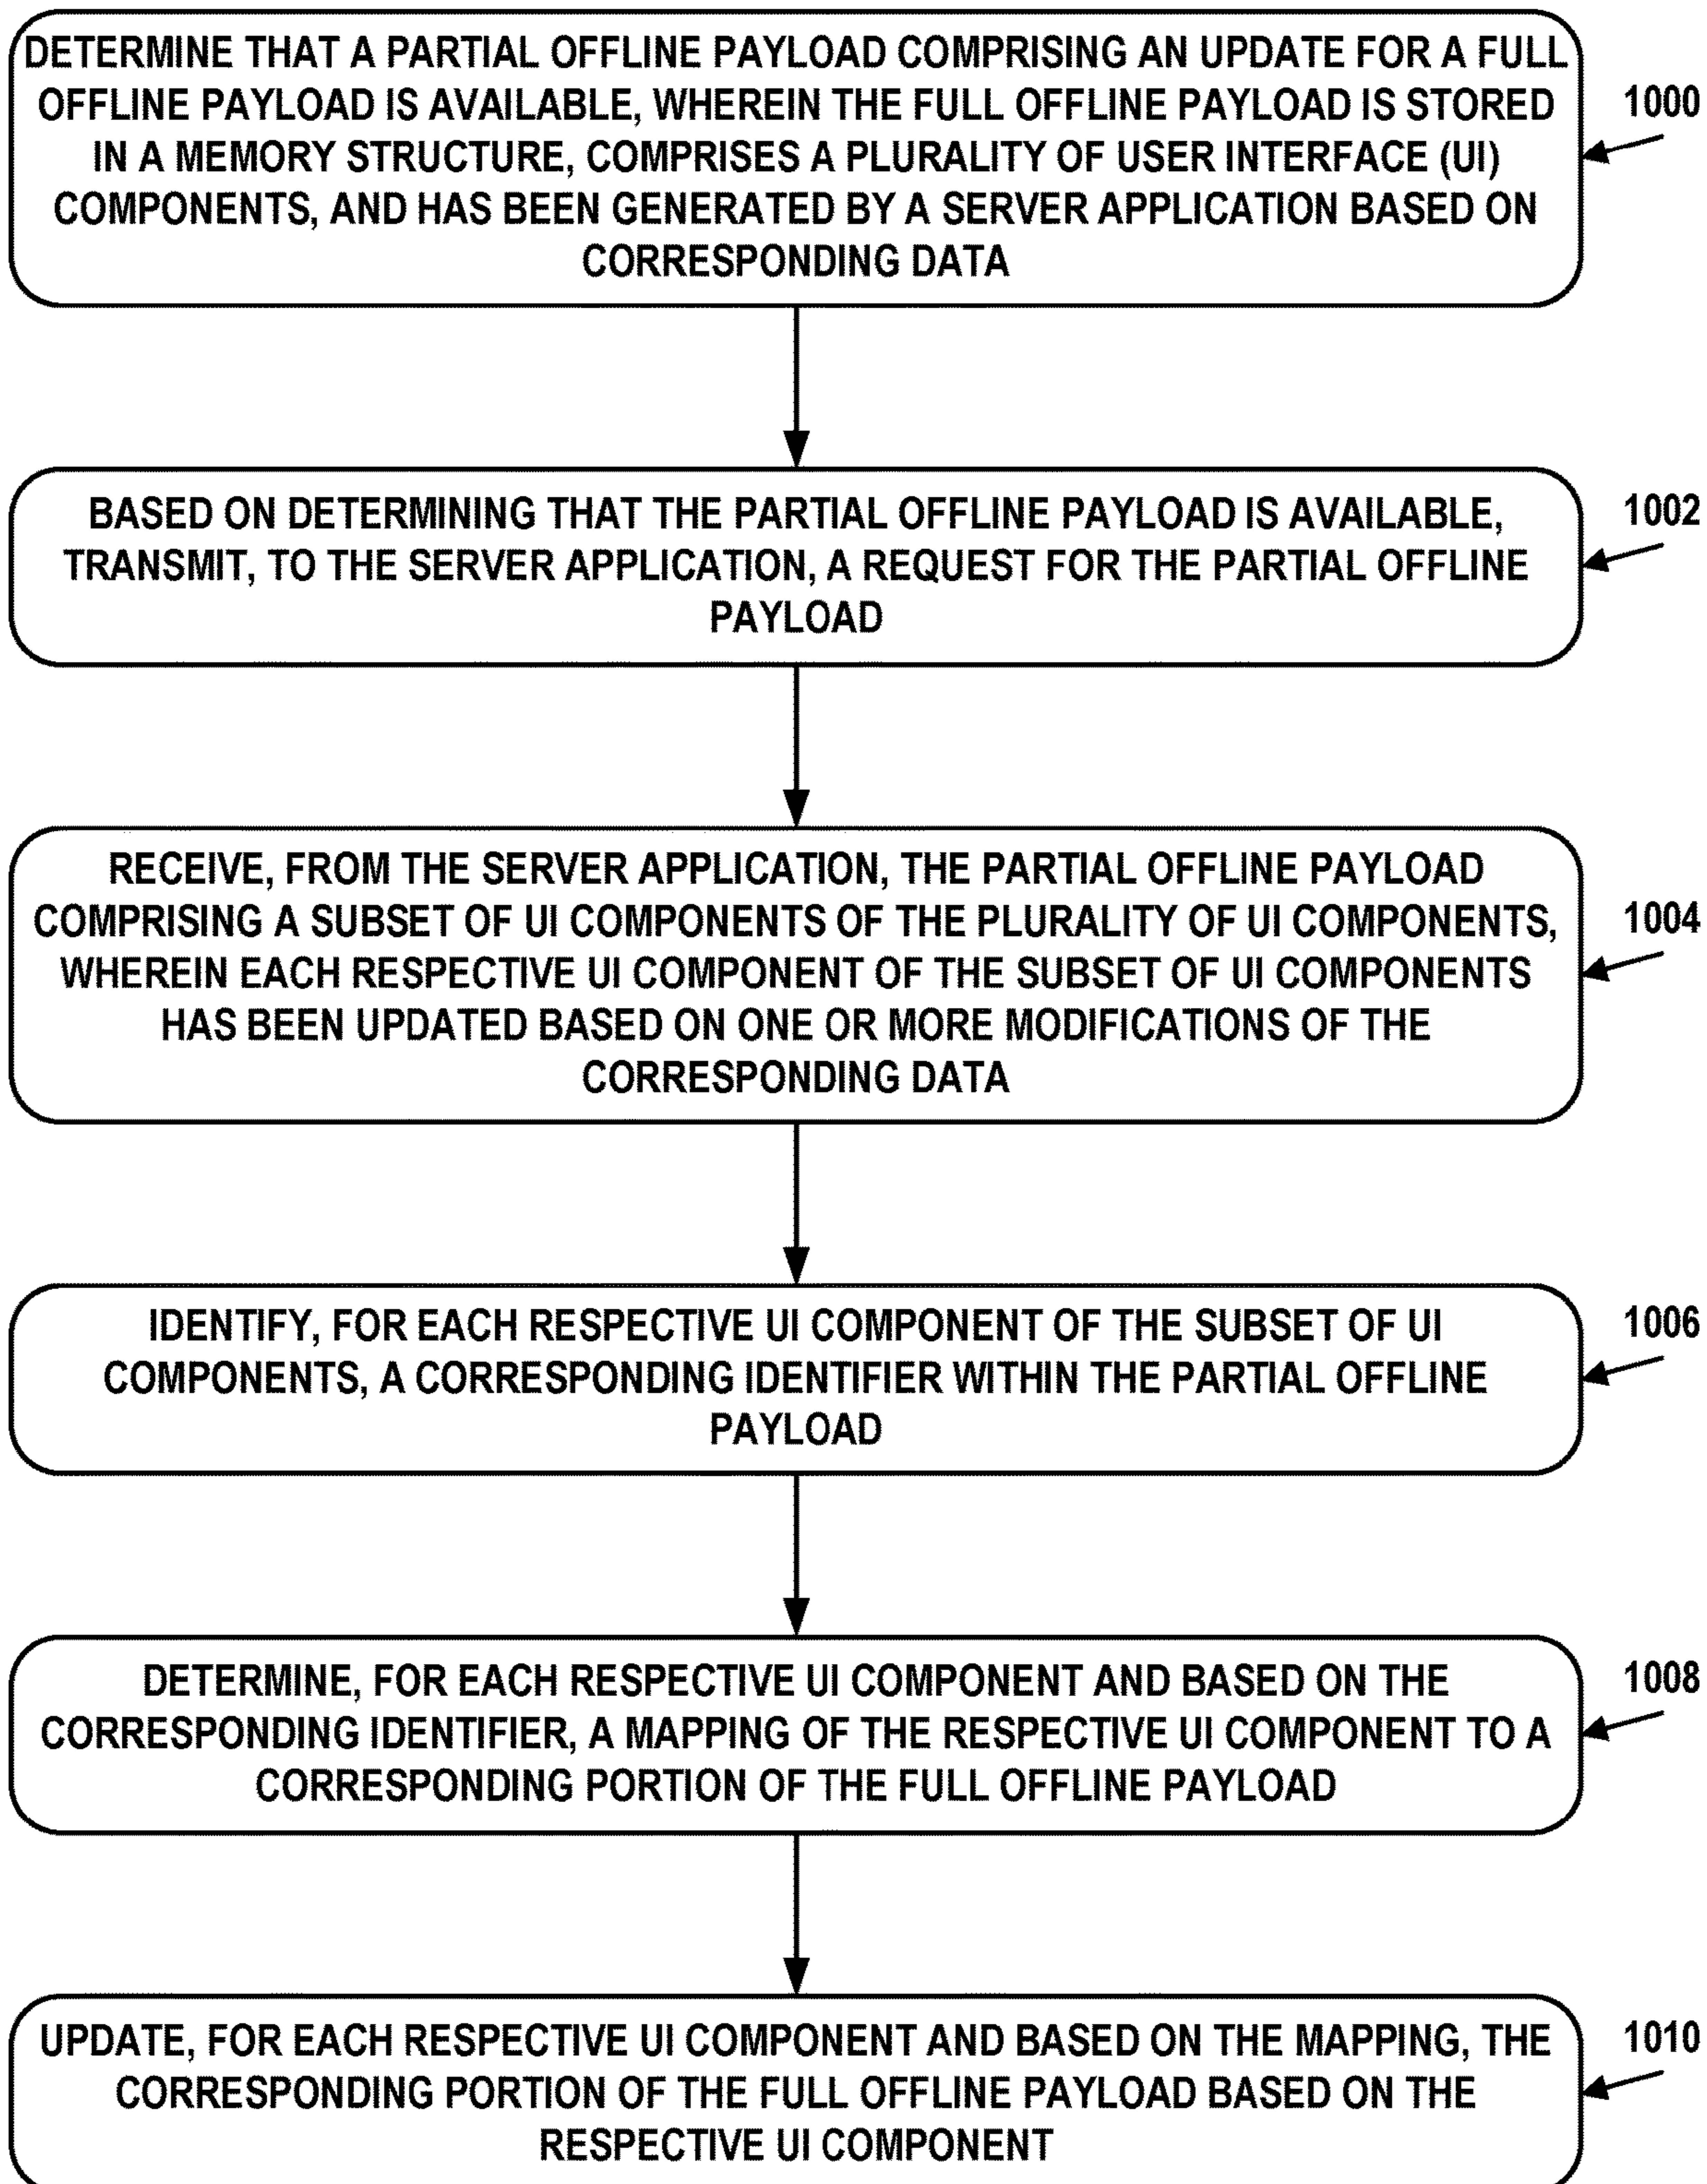 DETERMINE THAT A PARTIAL OFFLINE PAYLOAD COMPRISING AN UPDATE FOR A FULL
OFFLINE PAYLOAD IS AVAILABLE, WHEREIN THE FULL OFFLINE PAYLOAD IS STORED
IN A MEMORY STRUCTURE, COMPRISES A PLURALITY OF USER INTERFACE (UI)
COMPONENTS, AND HAS BEEN GENERATED BY A SERVER APPLICATION BASED ON
CORRESPONDING DATA
1000
BASED ON DETERMINING THAT THE PARTIAL OFFLINE PAYLOAD IS AVAILABLE,
TRANSMIT, TO THE SERVER APPLICATION, A REQUEST FOR THE PARTIAL OFFLINE
PAYLOAD
1002
RECEIVE, FROM THE SERVER APPLICATION, THE PARTIAL OFFLINE PAYLOAD
COMPRISING A SUBSET OF UI COMPONENTS OF THE PLURALITY OF UI COMPONENTS,
WHEREIN EACH RESPECTIVE UI COMPONENT OF THE SUBSET OF UI COMPONENTS
HAS BEEN UPDATED BASED ON ONE OR MORE MODIFICATIONS OF THE
CORRESPONDING DATA
1004
IDENTIFY, FOR EACH RESPECTIVE UI COMPONENT OF THE SUBSET OF UI
COMPONENTS, A CORRESPONDING IDENTIFIER WITHIN THE PARTIAL OFFLINE
PAYLOAD
1006
DETERMINE, FOR EACH RESPECTIVE UI COMPONENT AND BASED ON THE
CORRESPONDING IDENTIFIER, A MAPPING OF THE RESPECTIVE UI COMPONENT TO A
CORRESPONDING PORTION OF THE FULL OFFLINE PAYLOAD
1008
UPDATE, FOR EACH RESPECTIVE UI COMPONENT AND BASED ON THE MAPPING, THE
CORRESPONDING PORTION OF THE FULL OFFLINE PAYLOAD BASED ON THE
RESPECTIVE UI COMPONENT
1010